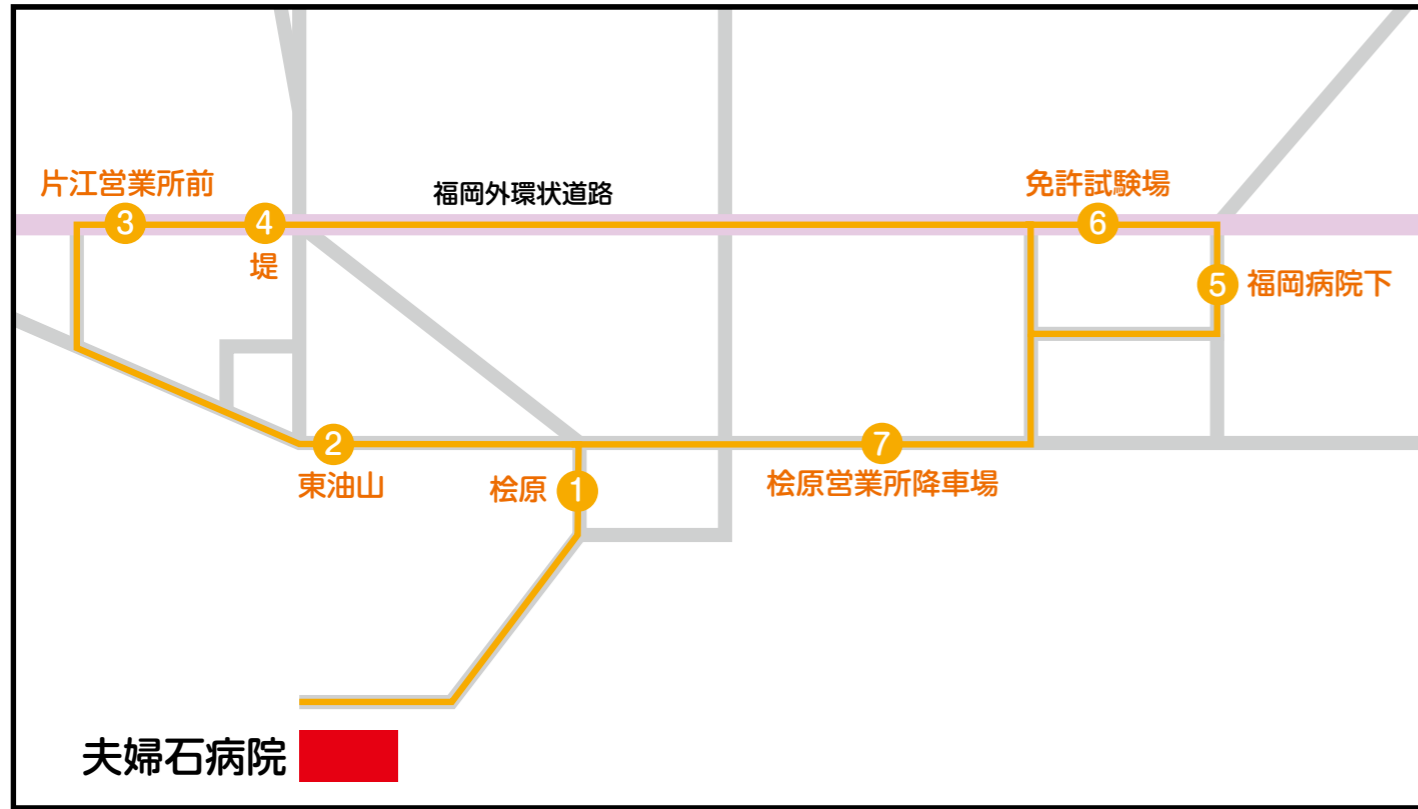 片江営業所前
福岡外環状道路
免許試験場
3
4
6
堤
5 福岡病院下
2
7
東油山
桧原 1
桧原営業所降車場
夫婦石病院